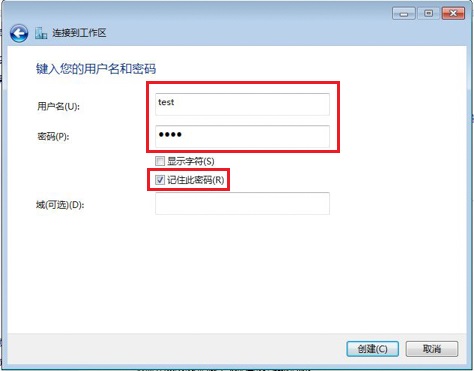 连接到工作区
键入您的用户名和密码
用户名(U):
test
密码(P):
●●●●
显示字符(S)
记住此密码(R)
域(可选)(D):
创建(C)
取消